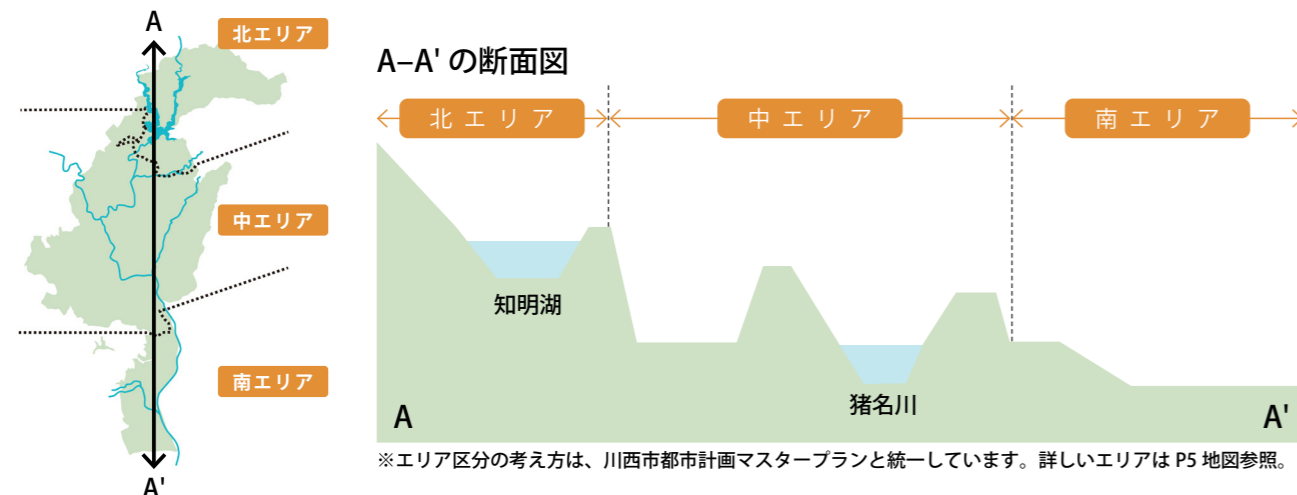 A
北エリア
中エリア
南エリア
A'
A–A' の断面図
北エリア
中エリア
南エリア
知明湖
猪名川
A
A'
※エリア区分の考え方は、川西市都市計画マスタープランと統一しています。詳しいエリアは P5 地図参照。